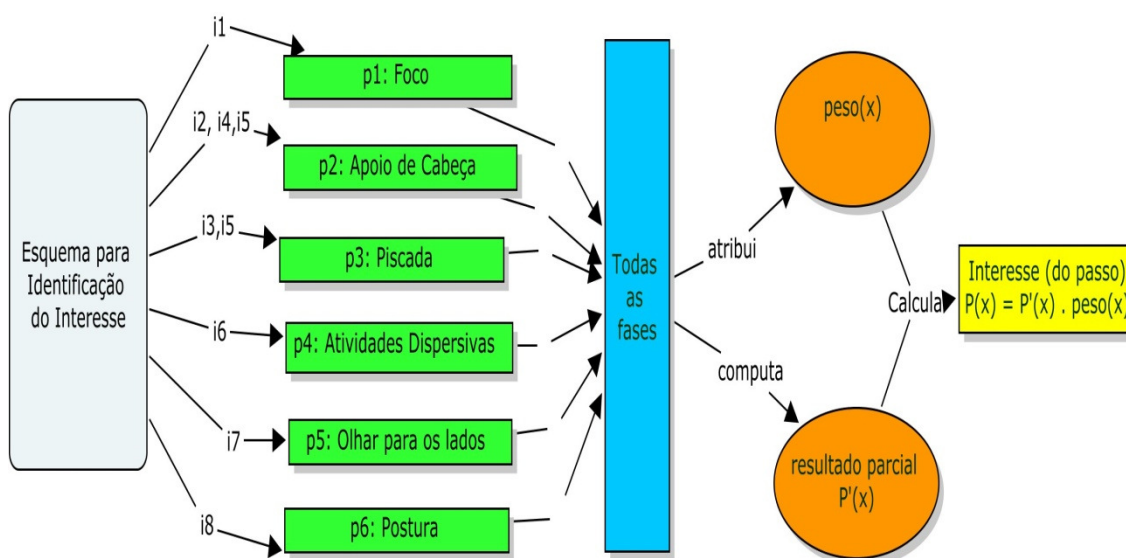 Esquema para
Identificação
do Interesse
i1
i2, i4,i5
i3,i5
i6
i7
i8
p1: Foco
p2: Apoio de Cabeça
p3: Piscada
p4: Atividades Dispersivas
p5: Olhar para os lados
p6: Postura
Todas
as
fases
atribui
computa
peso(x)
resultado parcial
P'(x)
Calcula
Interesse (do passo)
P(x) = P'(x) . peso(x)